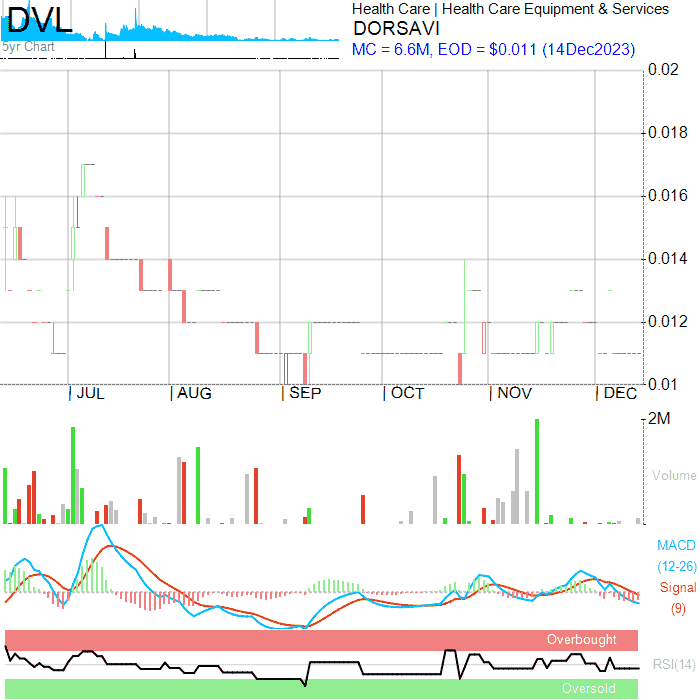 DVL
5yr Chart
Health Care | Health Care Equipment & Services
DORSAVI
MC = 6.6M, EOD = $0.011 (14Dec2023)
0.02
0.018
0.016
0.014
0.012
0.01
JUL AUG SEP OCT NOV DEC
2M
Volume
MACD
(12-26)
Signal
(9)
Overbought
RSI(14)
Oversold